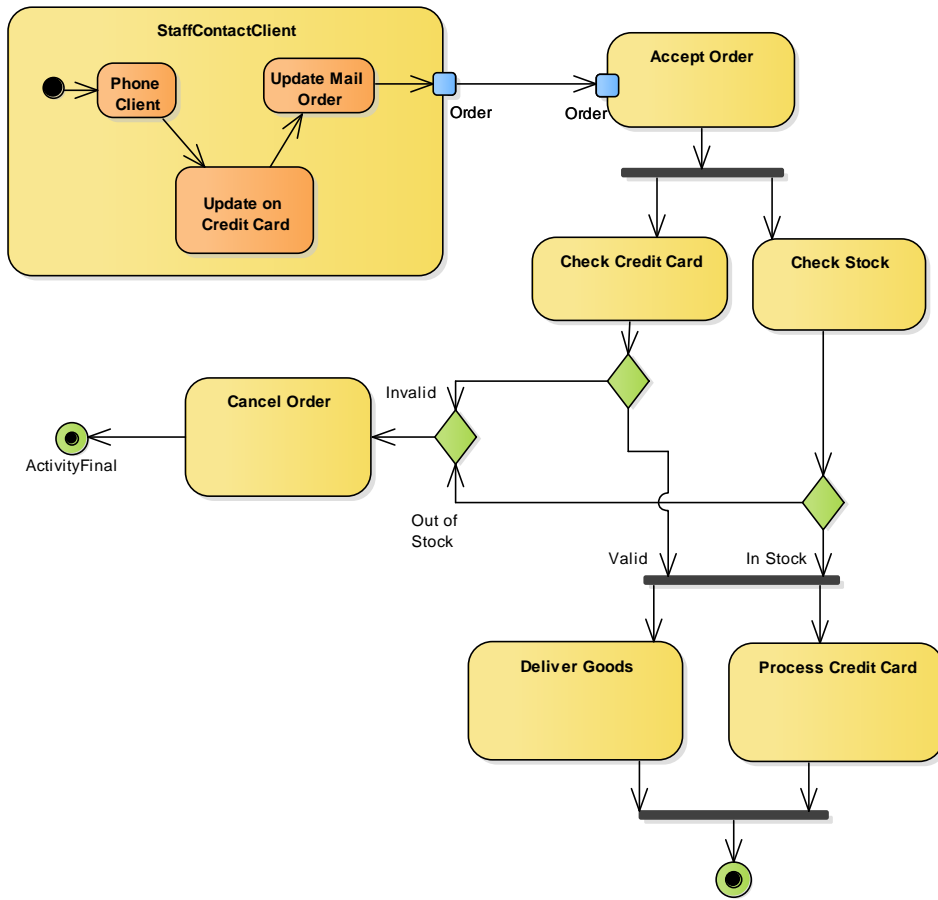 StaffContactClient
Phone
Client
Update Mail
Order
Update on
Credit Card
Order
Order
Accept Order
Check Credit Card
Check Stock
Invalid
Cancel Order
ActivityFinal
Out of
Stock
Valid
In Stock
Deliver Goods
Process Credit Card